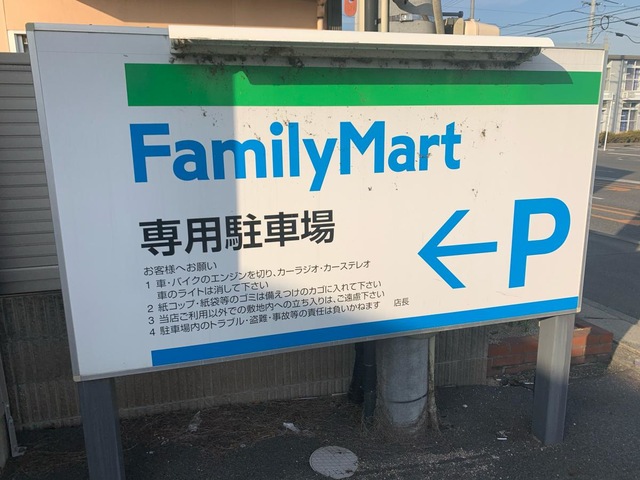 FamilyMart
専用駐車場
←P
お客様へお願い
1 車・バイクのエンジンを切り、カーラジオ・カーステレオ
車のライトは消して下さい
2 紙コップ・紙袋等のゴミは備えつけのカゴに入れて下さい
3 当店ご利用以外での敷地内への立ち入りは、ご遠慮下さい
4 駐車場内のトラブル・盗難・事故等の責任は負いかねます 店長